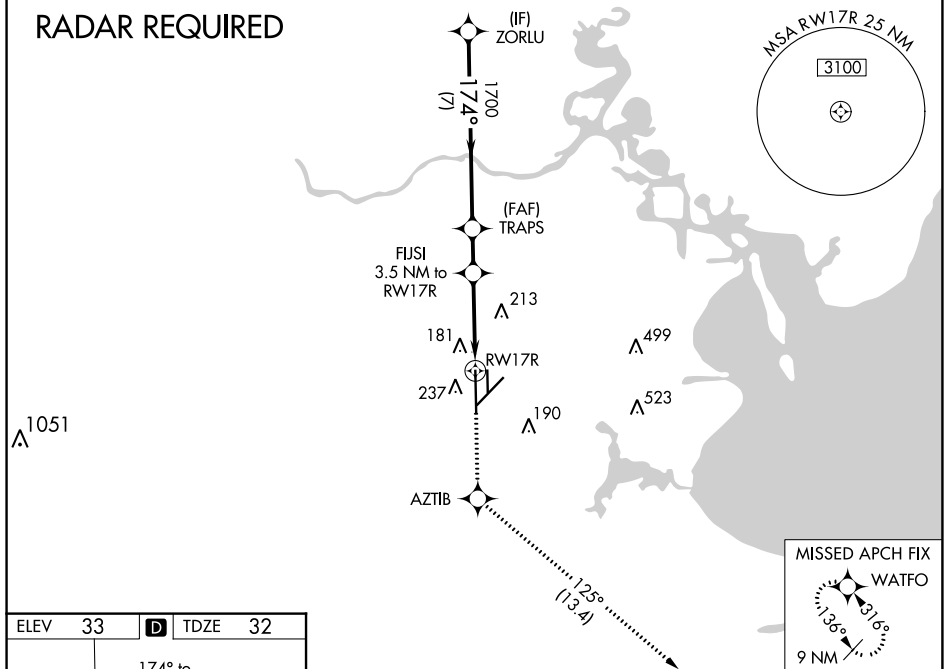 RADAR REQUIRED
(IF)
ZORLU
MSA RW17R 25 NM
3100
1700
174°
(7)
(FAF)
TRAPS
FIJSI
3.5 NM to
RW17R
213
181
499
RW17R
237
523
190
1051
AZTIB
125°
(13.4)
MISSED APCH FIX
WATFO
316°
136°
9 NM
ELEV 33 D TDZE 32
174° to